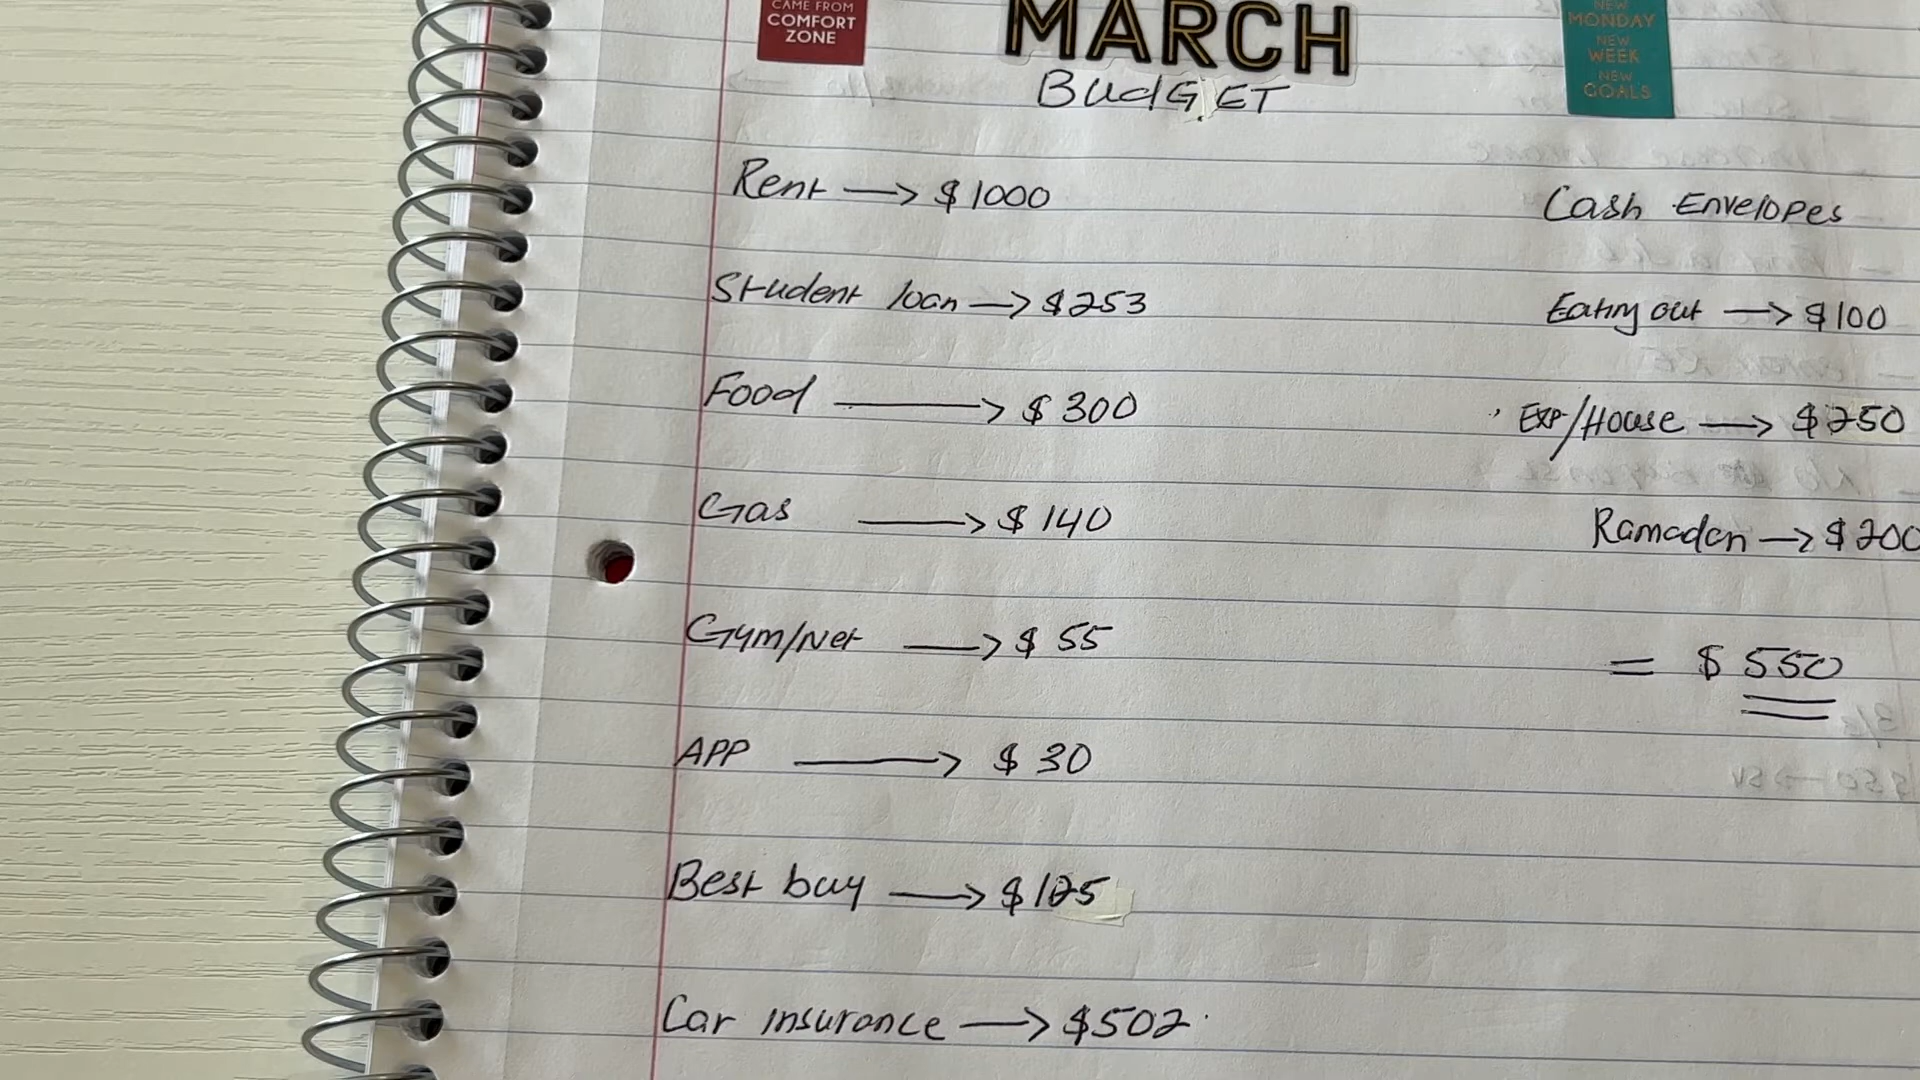 CAME FROM
COMFORT
ZONE
MARCH
BudGET
NEW
MONDAY
NEW
WEEK
NEW
GOALS
Rent → $1000
Student loan → $253
Food → $300
Gas → $140
Gym/Net → $55
APP → $30
Best buy → $125
Car insurance → $502
Cash Envelopes
Eating out → $100
EXP/House → $250
Ramadan → $200
= $550